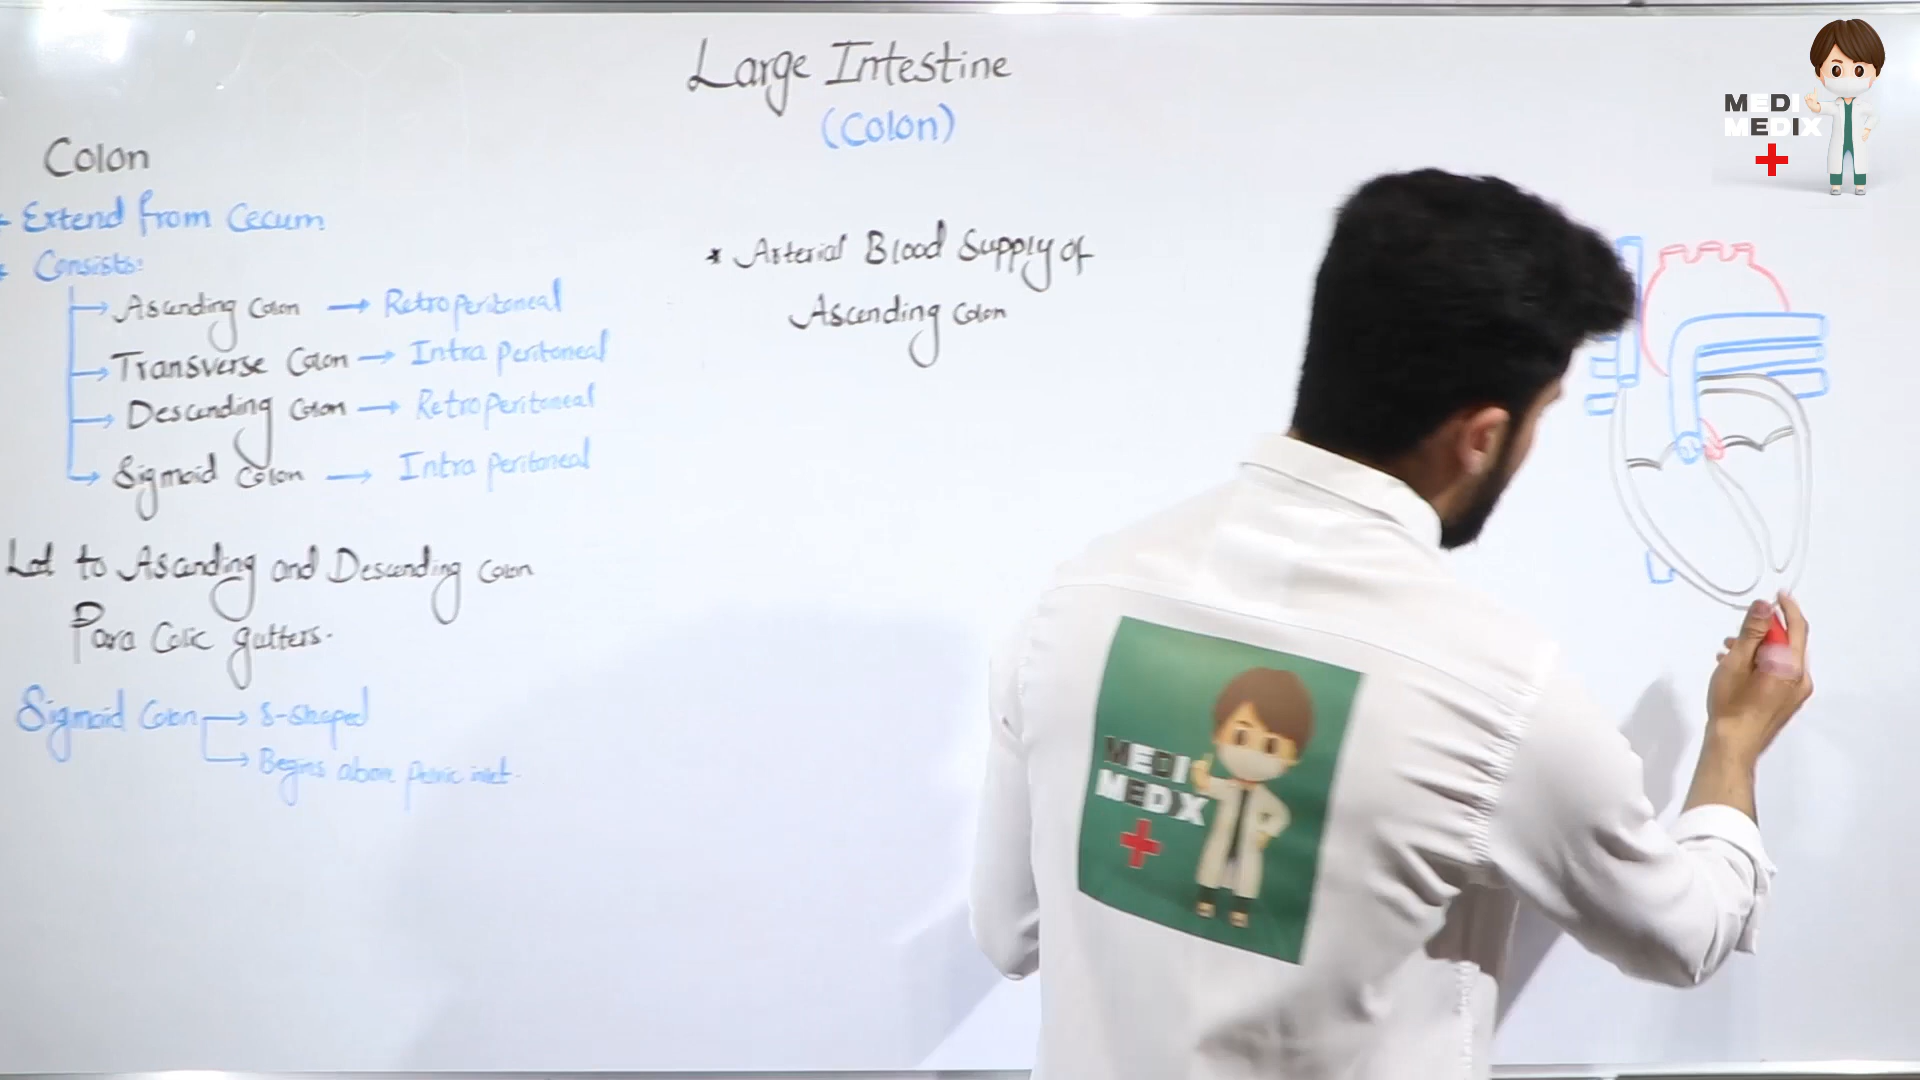 Large Intestine
(Colon)
Colon
Extend from Cecum
Consists:
Ascending Colon → Retroperitoneal
Transverse Colon → Intra Peritoneal
Descending Colon → Retroperitoneal
Sigmoid Colon → Intra Peritoneal
Lat to Ascending and Descending Colon
Para Colic gutters.
Sigmoid Colon → S-Shaped
→ Begins above Pelvic inlet.
* Arterial Blood Supply of
Ascending Colon
MEDI
MEDIX
MEDI
MEDIX